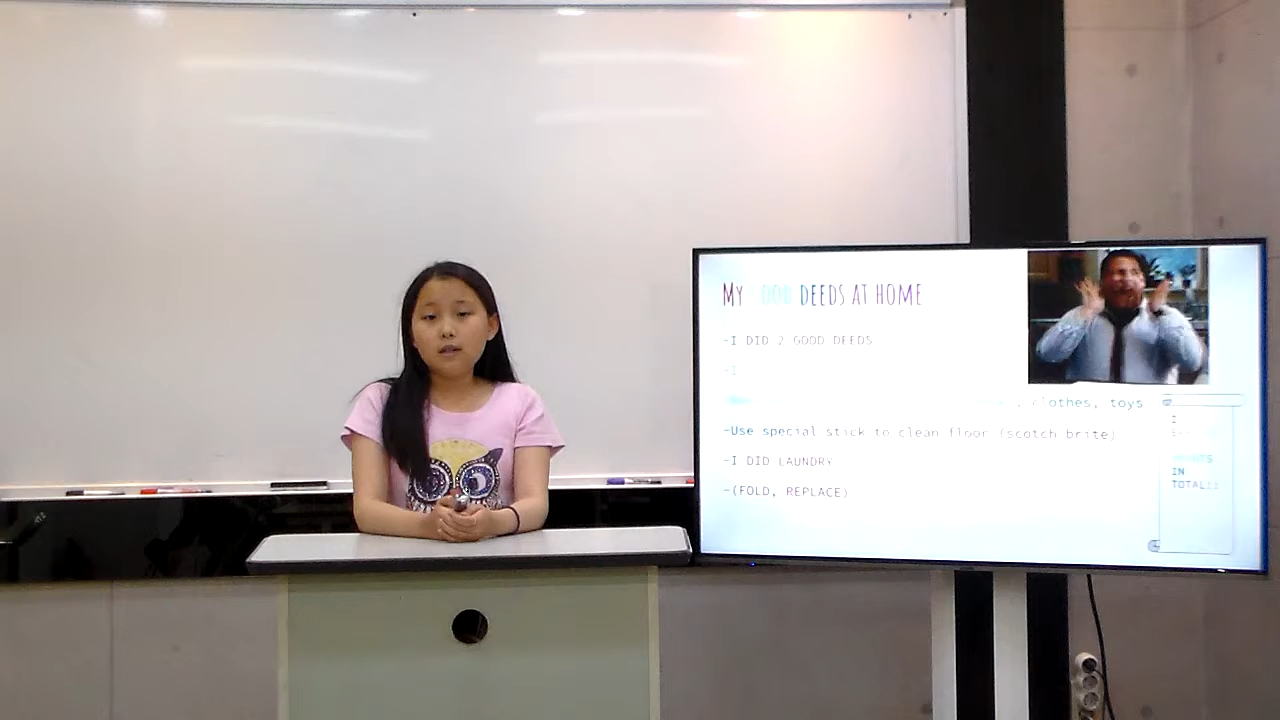 My OOD DEEDS AT HOME
-I DID 2 GOOD DEEDS
-I
, clothes, toys
-Use special stick to clean floor (scotch brite)
-I DID LAUNDRY
-(FOLD, REPLACE)
I
IN
TOTAL!!